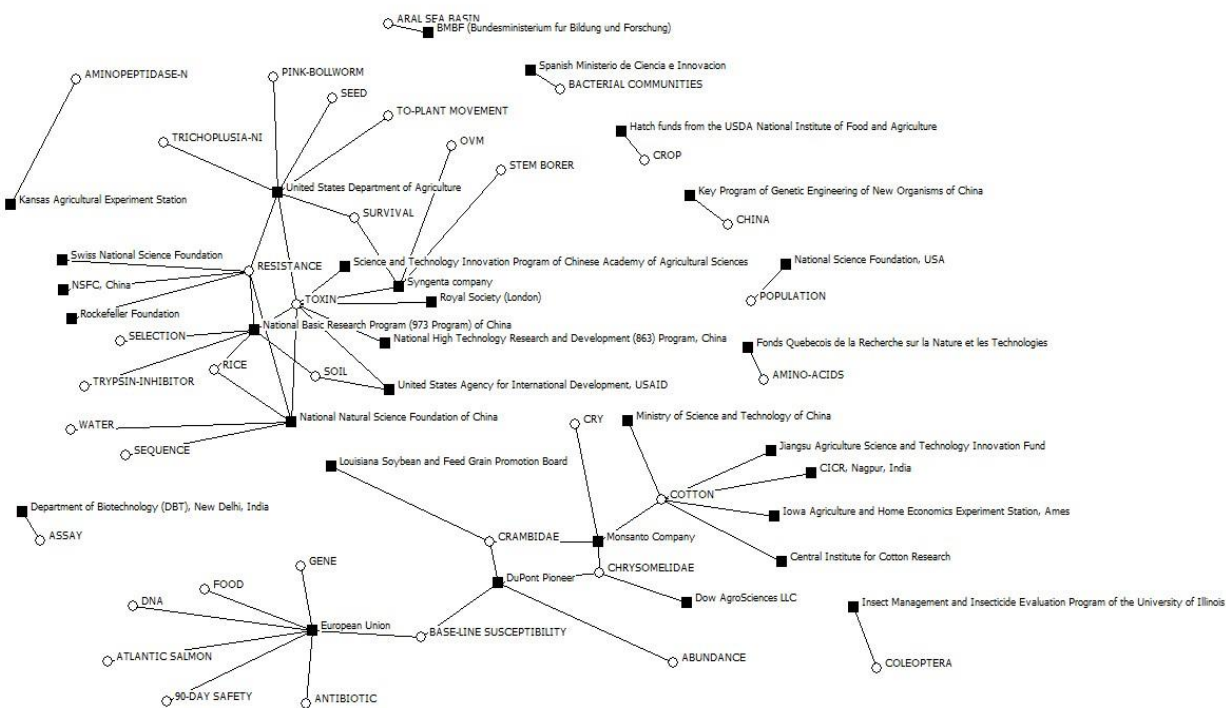 ARAL SEA BASIN
BMBF (Bundesministerium fur Bildung und Forschung)
Spanish Ministerio de Ciencia e Innovacion
AMINOPEPTIDASE-N
PINK-BOLLWORM
BACTERIAL COMMUNITIES
SEED
TO-PLANT MOVEMENT
Hatch funds from the USDA National Institute of Food and Agriculture
TRICHOPLUSIA-NI
OVM
CROP
STEM BORER
United States Department of Agriculture
Key Program of Genetic Engineering of New Organisms of China
Kansas Agricultural Experiment Station
SURVIVAL
CHINA
Swiss National Science Foundation
RESISTANCE
Science and Technology Innovation Program of Chinese Academy of Agricultural Sciences
National Science Foundation, USA
NSFC, China
Syngenta company
TOXIN
Royal Society (London)
POPULATION
Rockefeller Foundation
National Basic Research Program (973 Program) of China
SELECTION
National High Technology Research and Development (863) Program, China
Fonds Quebecois de la Recherche sur la Nature et les Technologies
RICE
SOIL
AMINO-ACIDS
TRYPSIN-INHIBITOR
United States Agency for International Development, USAID
WATER
National Natural Science Foundation of China
CRY
Ministry of Science and Technology of China
SEQUENCE
Jiangsu Agriculture Science and Technology Innovation Fund
Louisiana Soybean and Feed Grain Promotion Board
CICR, Nagpur, India
COTTON
Department of Biotechnology (DBT), New Delhi, India
Iowa Agriculture and Home Economics Experiment Station, Ames
ASSAY
CRAMBIDAE
Monsanto Company
Central Institute for Cotton Research
GENE
CHRYSOMELIDAE
DuPont Pioneer
FOOD
DNA
Dow AgroSciences LLC
Insect Management and Insecticide Evaluation Program of the University of Illinois
European Union
BASE-LINE SUSCEPTIBILITY
ATLANTIC SALMON
ABUNDANCE
COLEOPTERA
90-DAY SAFETY
ANTIBIOTIC